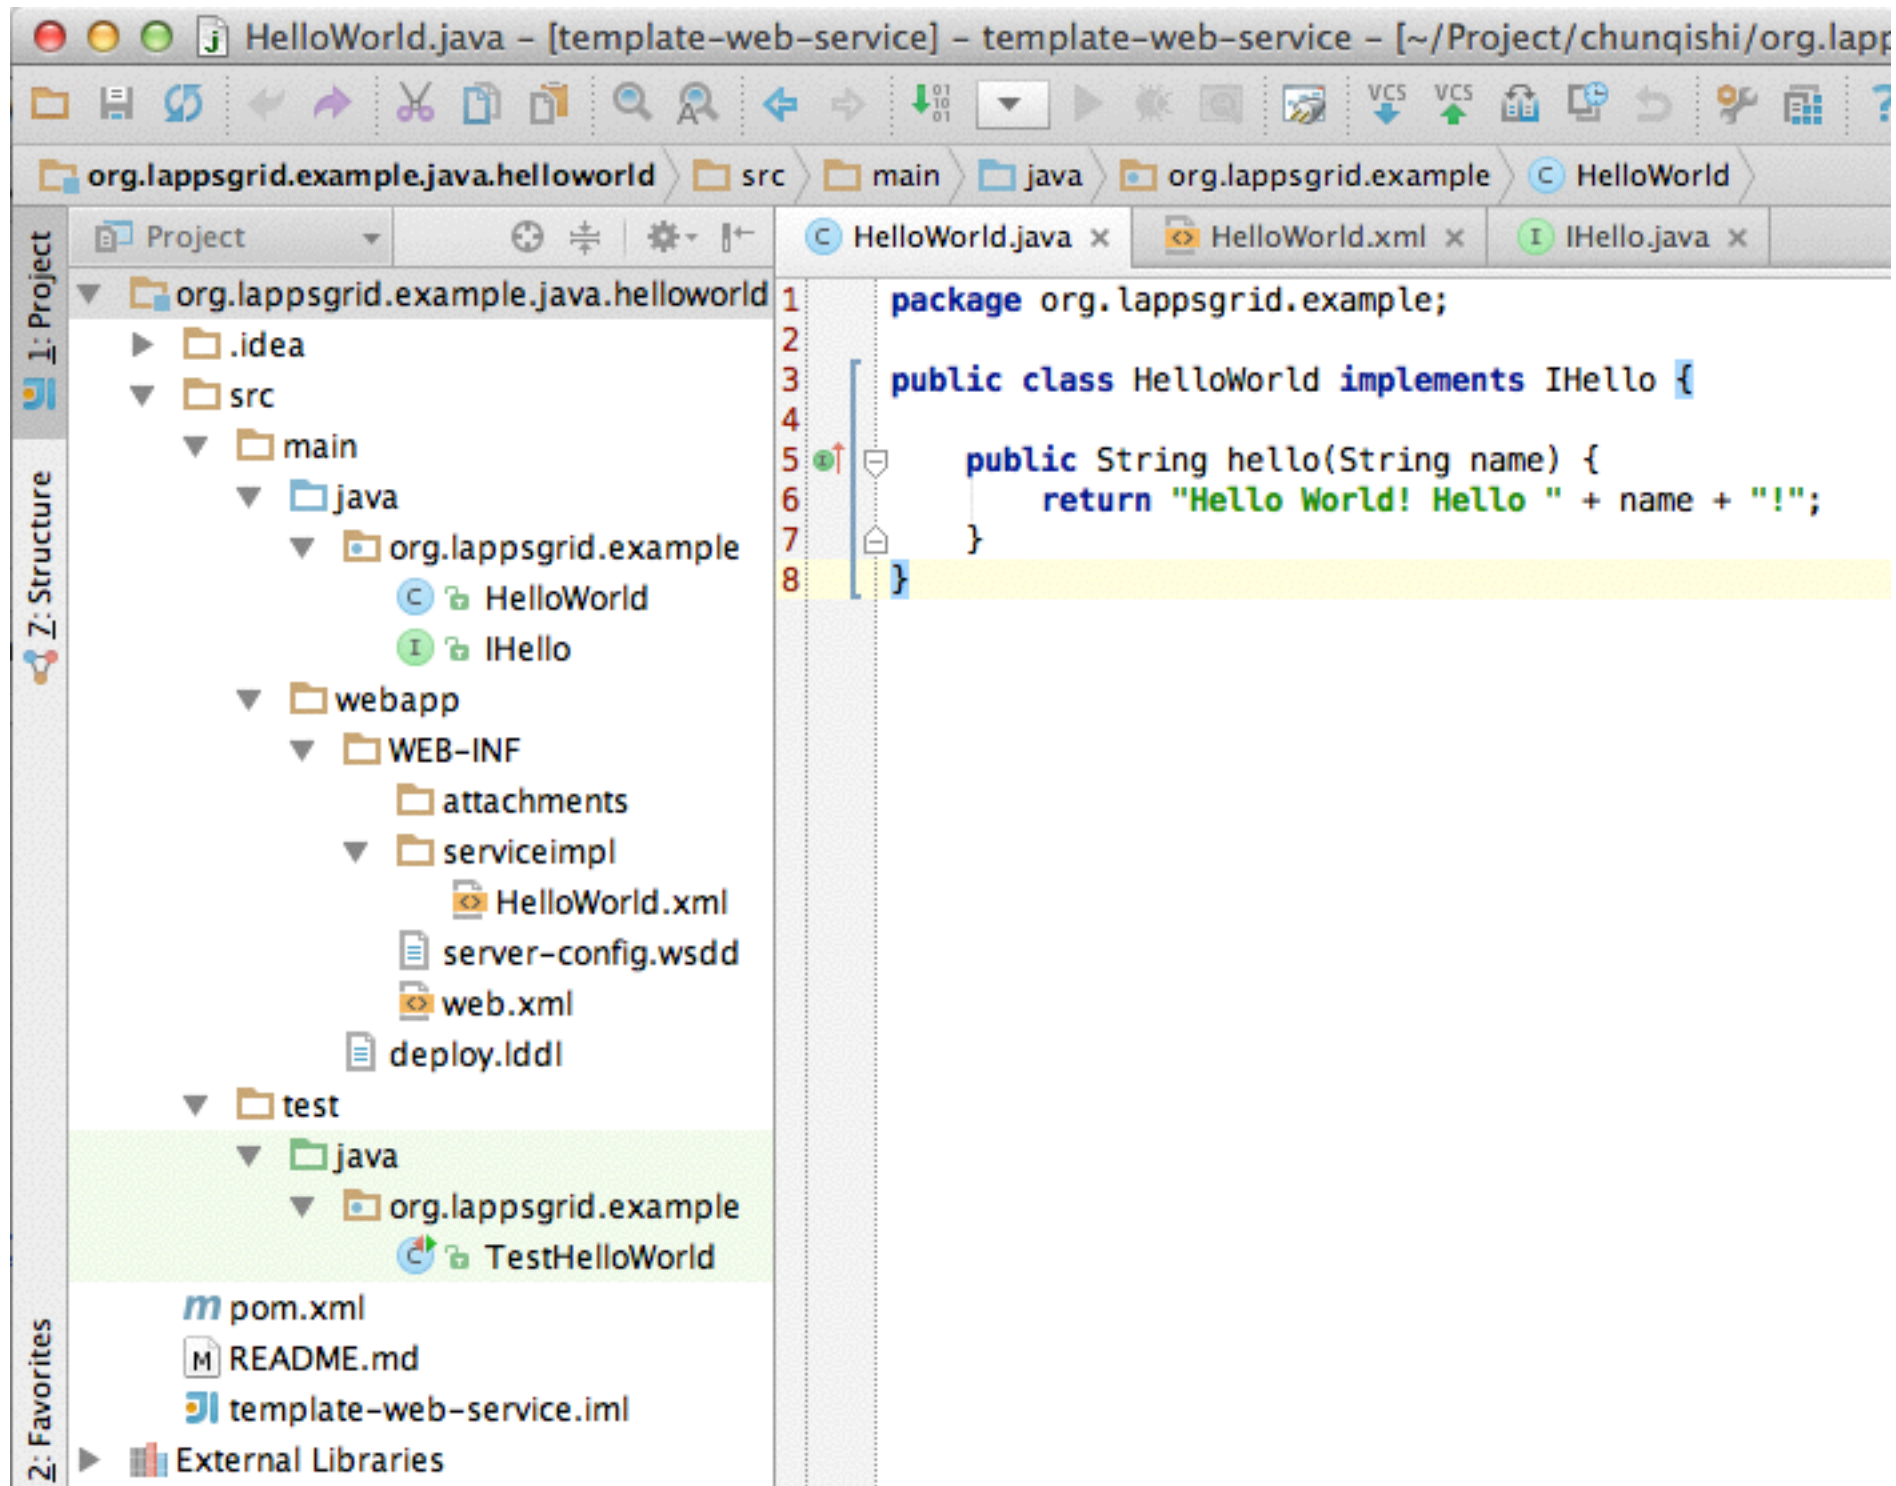 HelloWorld.java – [template-web-service] – template-web-service – [~/Project/chunqishi/org.lapp
VCS VCS ?
org.lappsgrid.example.java.helloworld src main java org.lappsgrid.example C HelloWorld
Project
C HelloWorld.java HelloWorld.xml I IHello.java
1: Project
7: Structure
2: Favorites
org.lappsgrid.example.java.helloworld
.idea
src
main
java
org.lappsgrid.example
C HelloWorld
I IHello
webapp
WEB-INF
attachments
serviceimpl
HelloWorld.xml
server-config.wsdd
web.xml
deploy.lddl
test
java
org.lappsgrid.example
C TestHelloWorld
m pom.xml
M README.md
template-web-service.iml
External Libraries
1 package org.lappsgrid.example;
2
3 public class HelloWorld implements IHello {
4
5 public String hello(String name) {
6 return "Hello World! Hello " + name + "!";
7 }
8 }